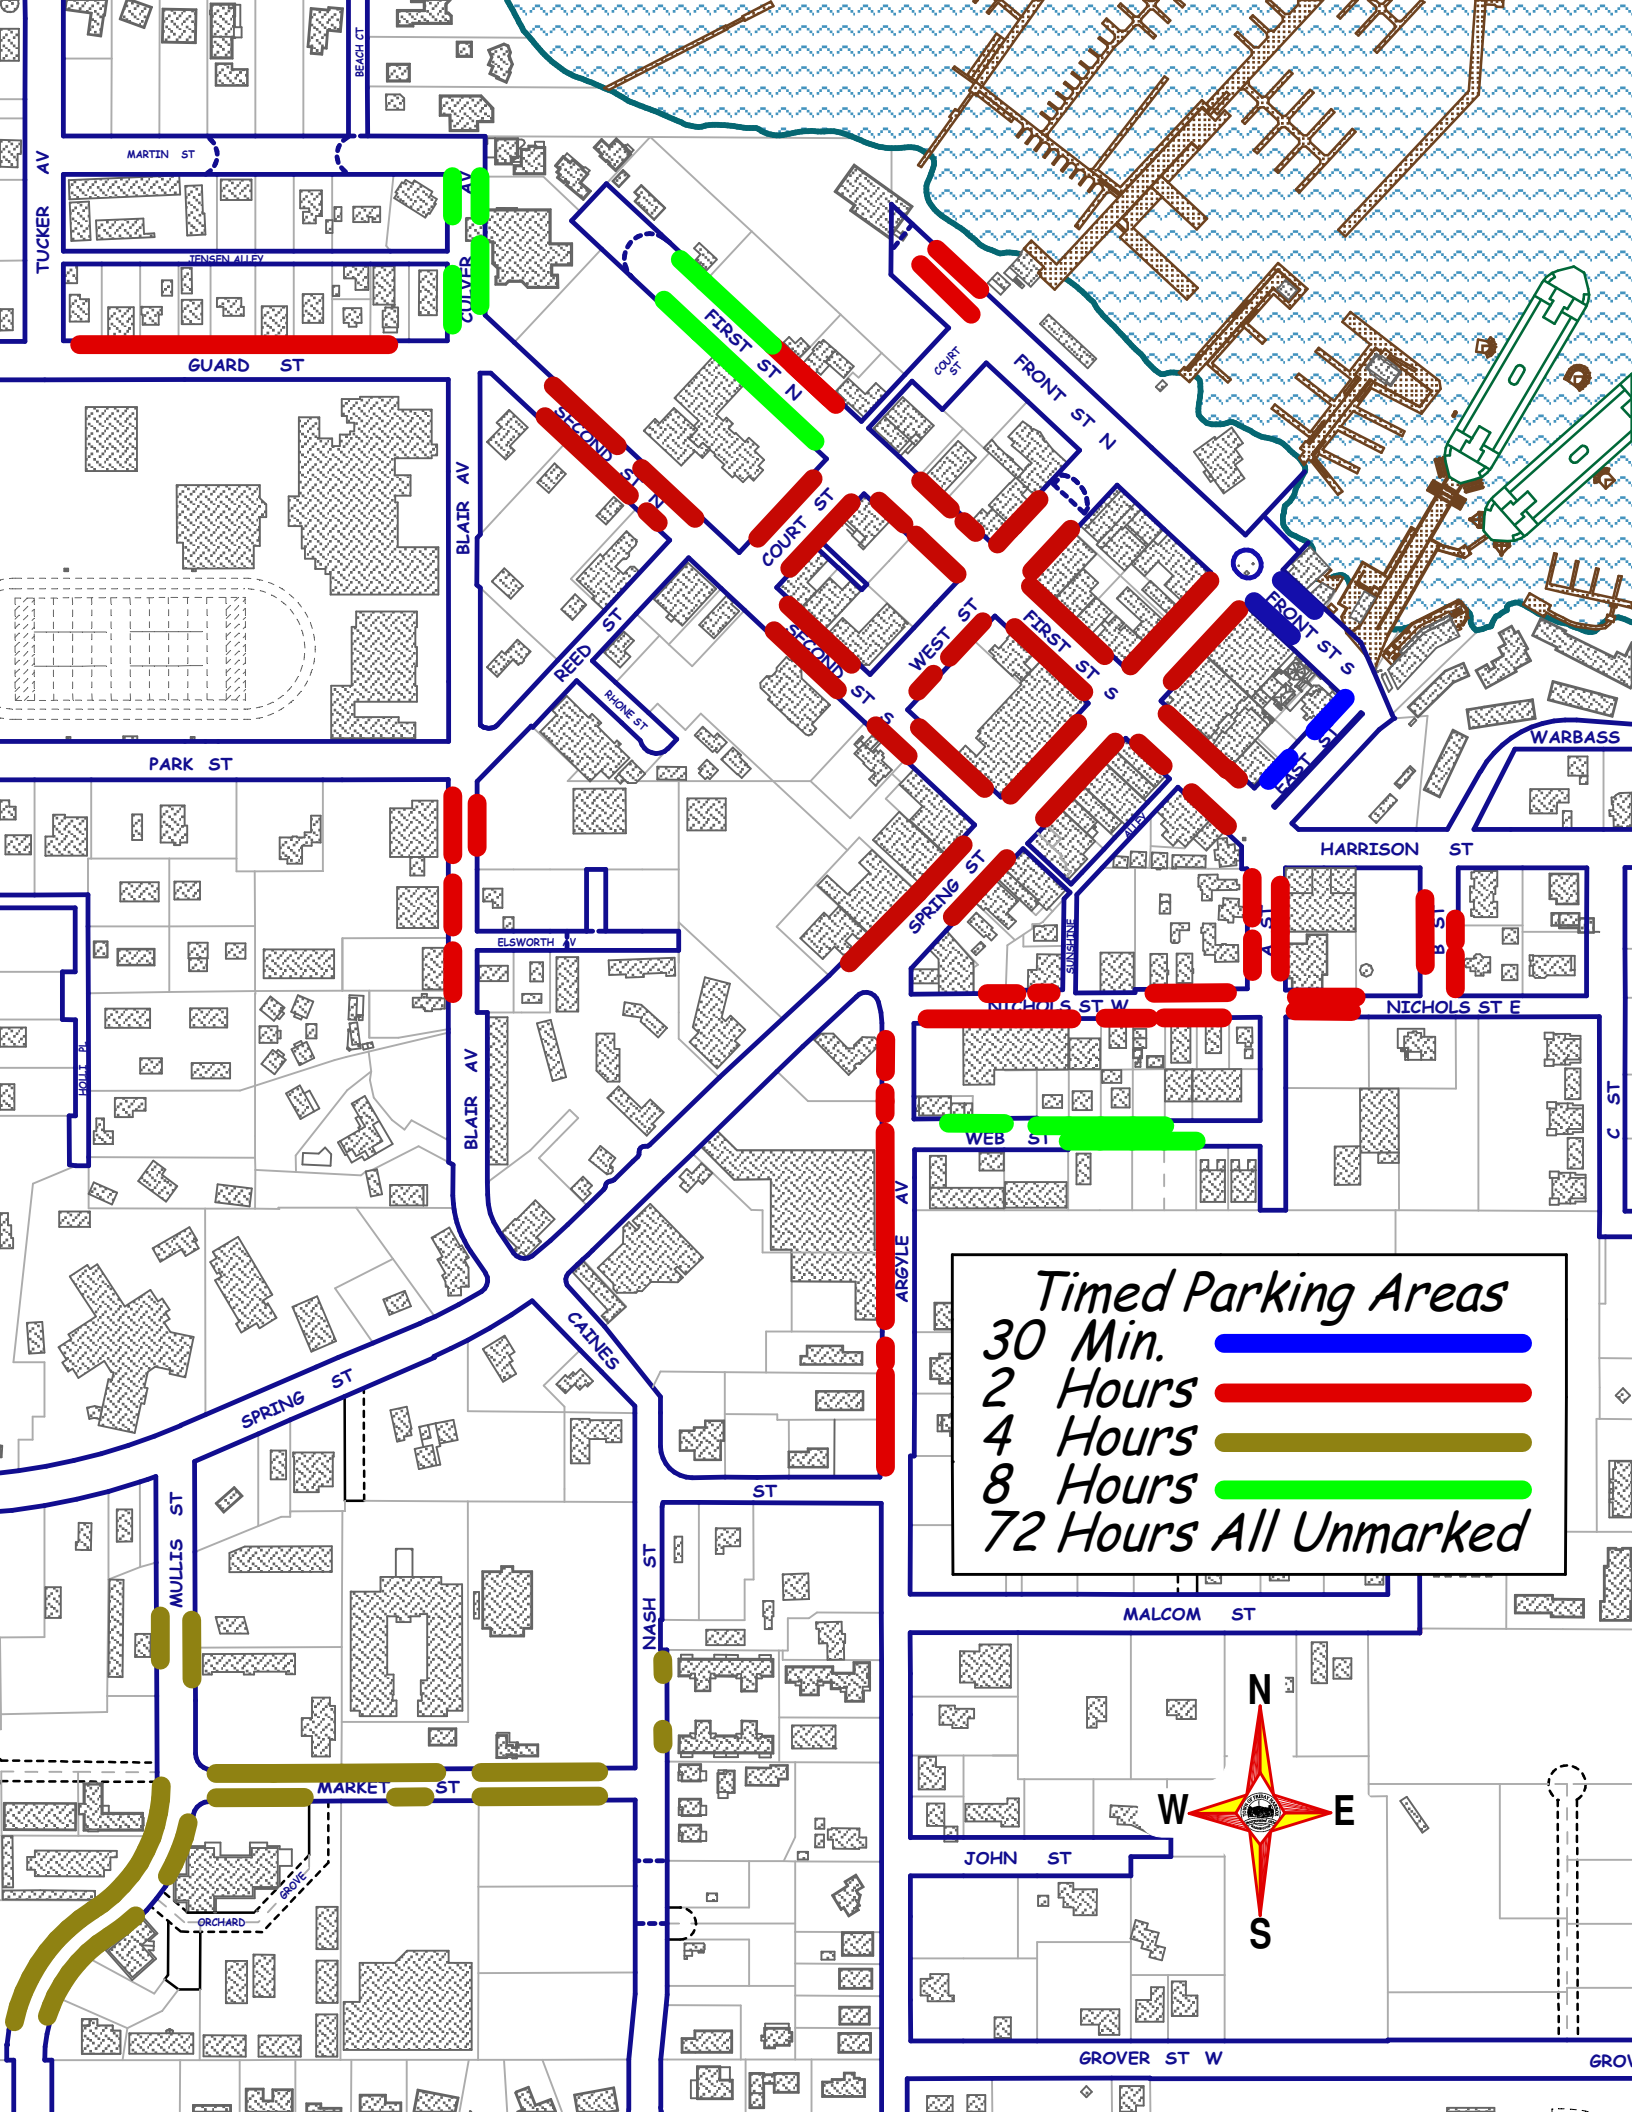 BEACH CT
MARTIN ST
TUCKER AV
AV
JENSEN ALLEY
CULVER
GUARD ST
FIRST ST N
COURT
ST
FRONT ST N
SECOND ST N
BLAIR AV
COURT ST
FRONT ST S
WEST ST
FIRST ST S
REED ST
SECOND ST S
RHONE ST
EAST ST
WARBASS
PARK ST
ALLEY
HARRISON ST
SPRING ST
A ST
B ST
ELSWORTH AV
SUNSHINE
NICHOLS ST W
NICHOLS ST E
HOLLI PL
BLAIR AV
C ST
WEB ST
ARGYLE AV
Timed Parking Areas
30 Min.
2 Hours
4 Hours
8 Hours
72 Hours All Unmarked
CAINES
SPRING ST
ST
MULLIS ST
NASH ST
MALCOM ST
N
MARKET ST
W
E
JOHN ST
GROVE
ORCHARD
S
GROVER ST W
GROV